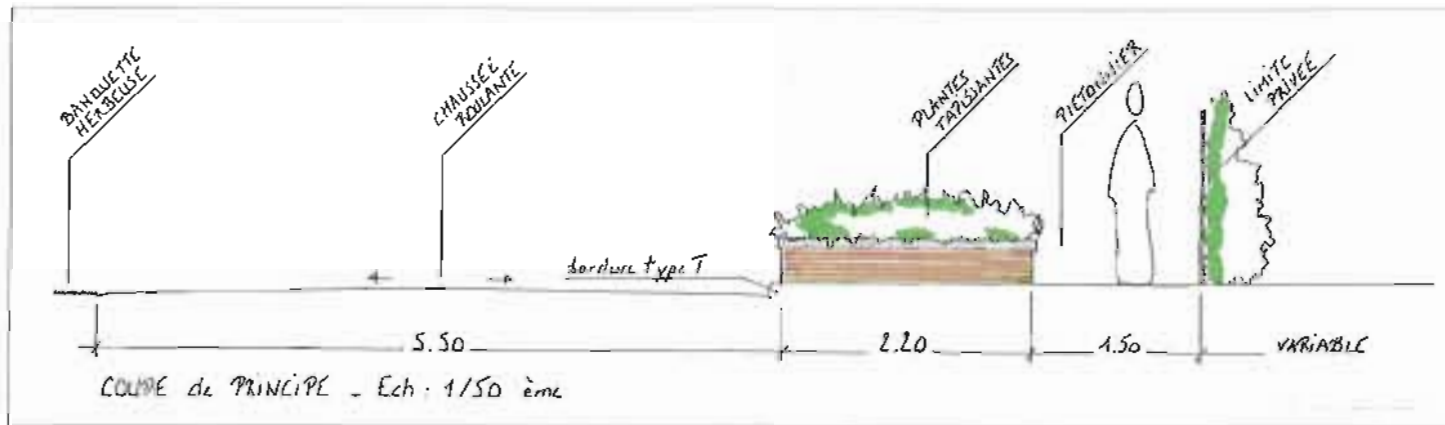 BANQUETTE
HERBEUSE
CHAUSSÉE
ROULANTE
PLANTES
TAPISSANTES
PIETONNIER
LIMITE
PRIVEE
bordure type T
5.50
2.20
1.50
VARIABLE
COUPE de PRINCIPE - Ech : 1/50 ème